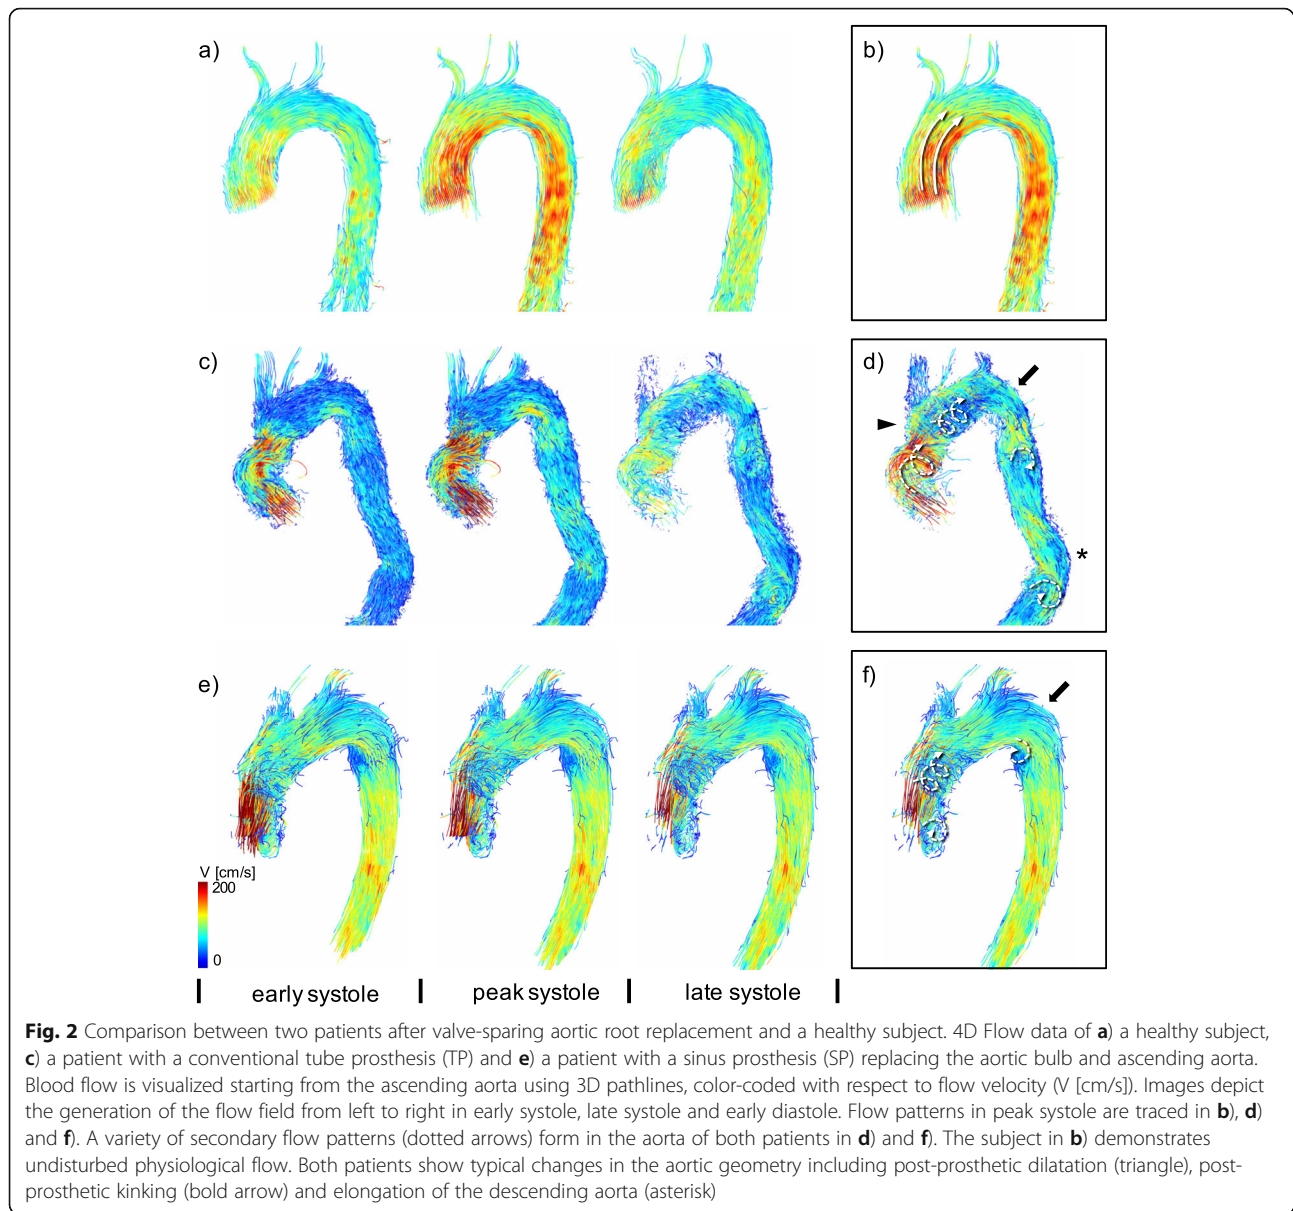 a)
b)
c)
d)
*
e)
f)
V [cm/s]
200
0
early systole
peak systole
late systole
Fig. 2 Comparison between two patients after valve-sparing aortic root replacement and a healthy subject. 4D Flow data of a) a healthy subject,
c) a patient with a conventional tube prosthesis (TP) and e) a patient with a sinus prosthesis (SP) replacing the aortic bulb and ascending aorta.
Blood flow is visualized starting from the ascending aorta using 3D pathlines, color-coded with respect to flow velocity (V [cm/s]). Images depict
the generation of the flow field from left to right in early systole, late systole and early diastole. Flow patterns in peak systole are traced in b), d)
and f). A variety of secondary flow patterns (dotted arrows) form in the aorta of both patients in d) and f). The subject in b) demonstrates
undisturbed physiological flow. Both patients show typical changes in the aortic geometry including post-prosthetic dilatation (triangle), post-
prosthetic kinking (bold arrow) and elongation of the descending aorta (asterisk)